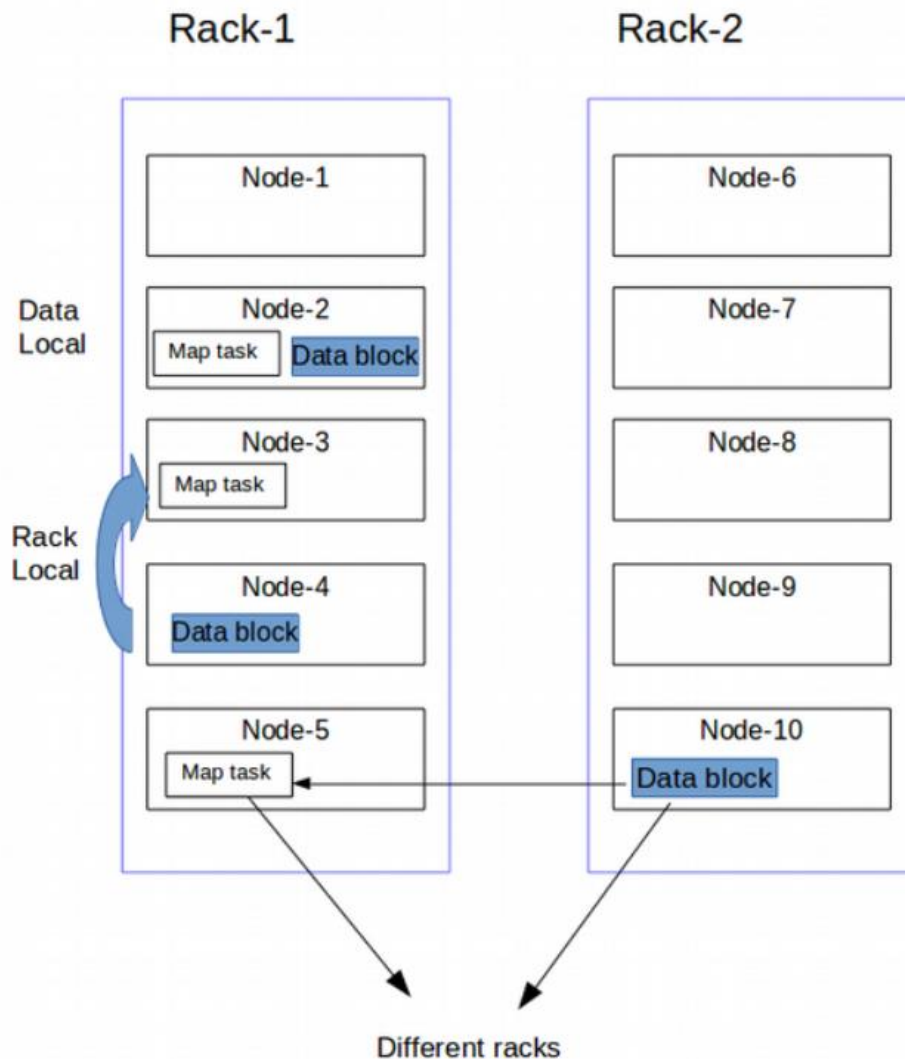 Rack-1
Rack-2
Node-1
Node-6
Data
Local
Node-2
Map task
Data block
Node-7
Node-3
Map task
Node-8
Rack
Local
Node-4
Data block
Node-9
Node-5
Map task
Node-10
Data block
Different racks